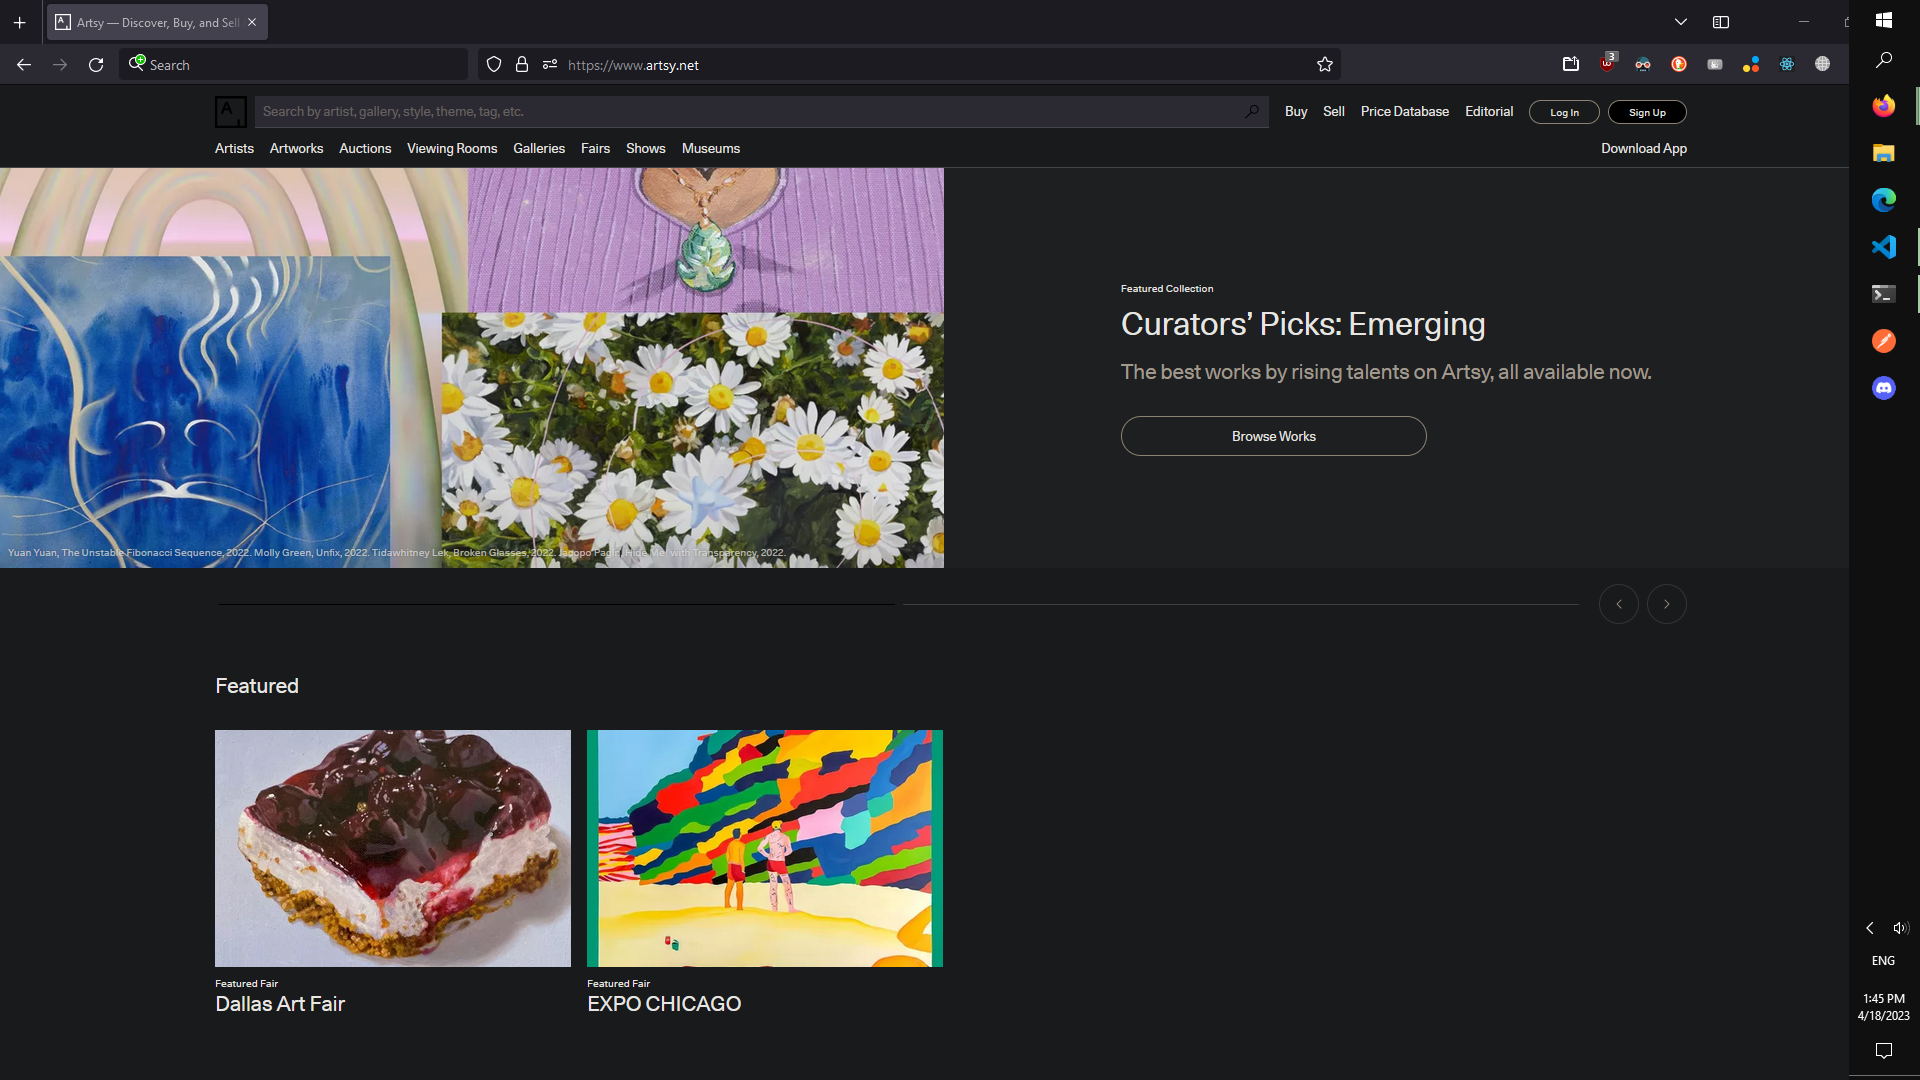 Artsy — Discover, Buy, and Sell
Search
https://www.artsy.net
3
A
Search by artist, gallery, style, theme, tag, etc.
Buy Sell Price Database Editorial Log In Sign Up
Artists Artworks Auctions Viewing Rooms Galleries Fairs Shows Museums Download App
Featured Collection
Curators’ Picks: Emerging
The best works by rising talents on Artsy, all available now.
Browse Works
Yuan Yuan, The Unstable Fibonacci Sequence, 2022. Molly Green, Unfix, 2022. Tidawhitney Lek, Broken Glasses, 2022. Jacopo Pagin, Hide Me! with Transparency, 2022.
Featured
Featured Fair
Dallas Art Fair
Featured Fair
EXPO CHICAGO
ENG
1:45 PM
4/18/2023